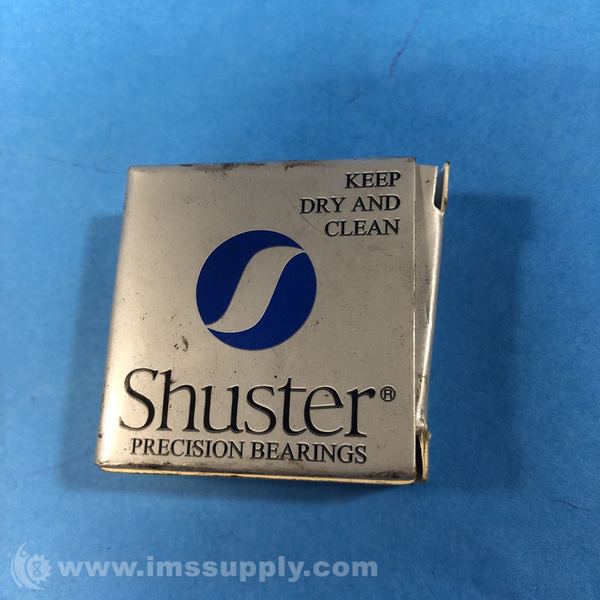 KEEP
DRY AND
CLEAN
Shuster®
PRECISION BEARINGS
www.imssupply.com